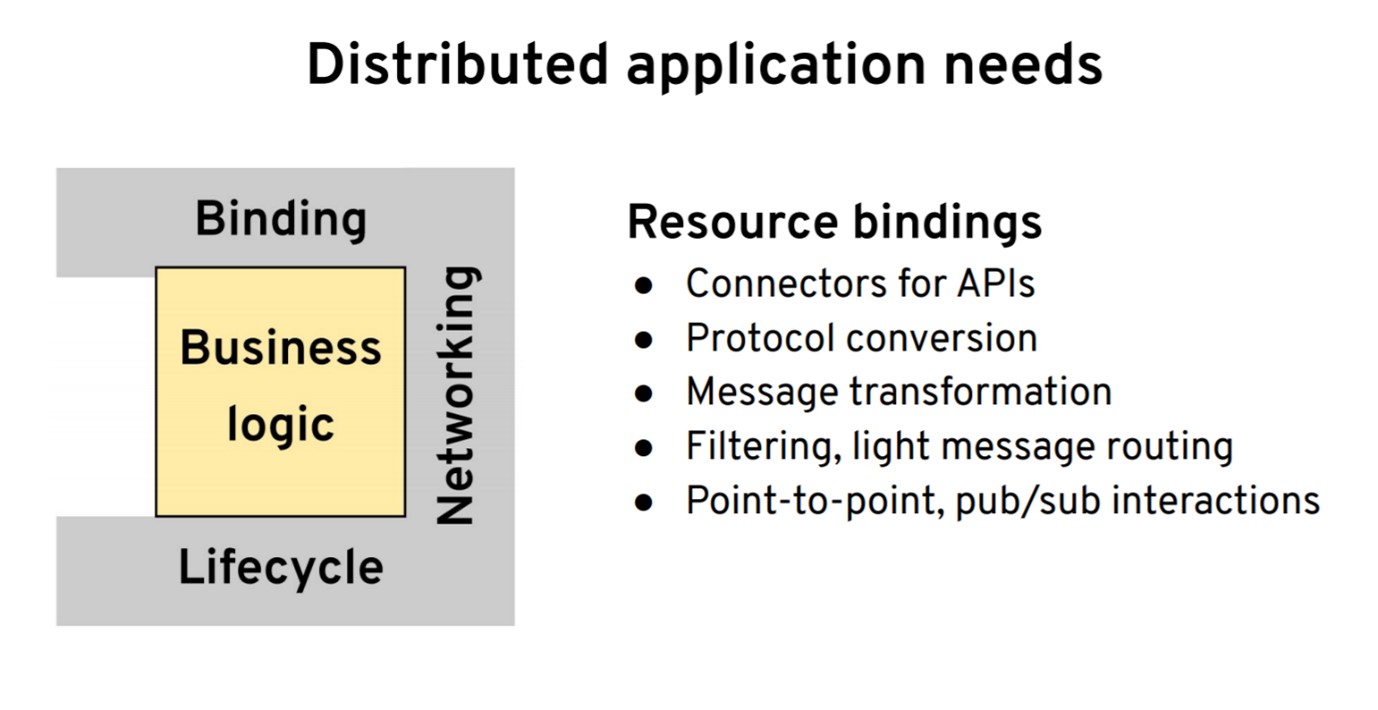 Distributed application needs
Binding
Business
logic
Networking
Lifecycle
Resource bindings
● Connectors for APIs
● Protocol conversion
● Message transformation
● Filtering, light message routing
● Point-to-point, pub/sub interactions